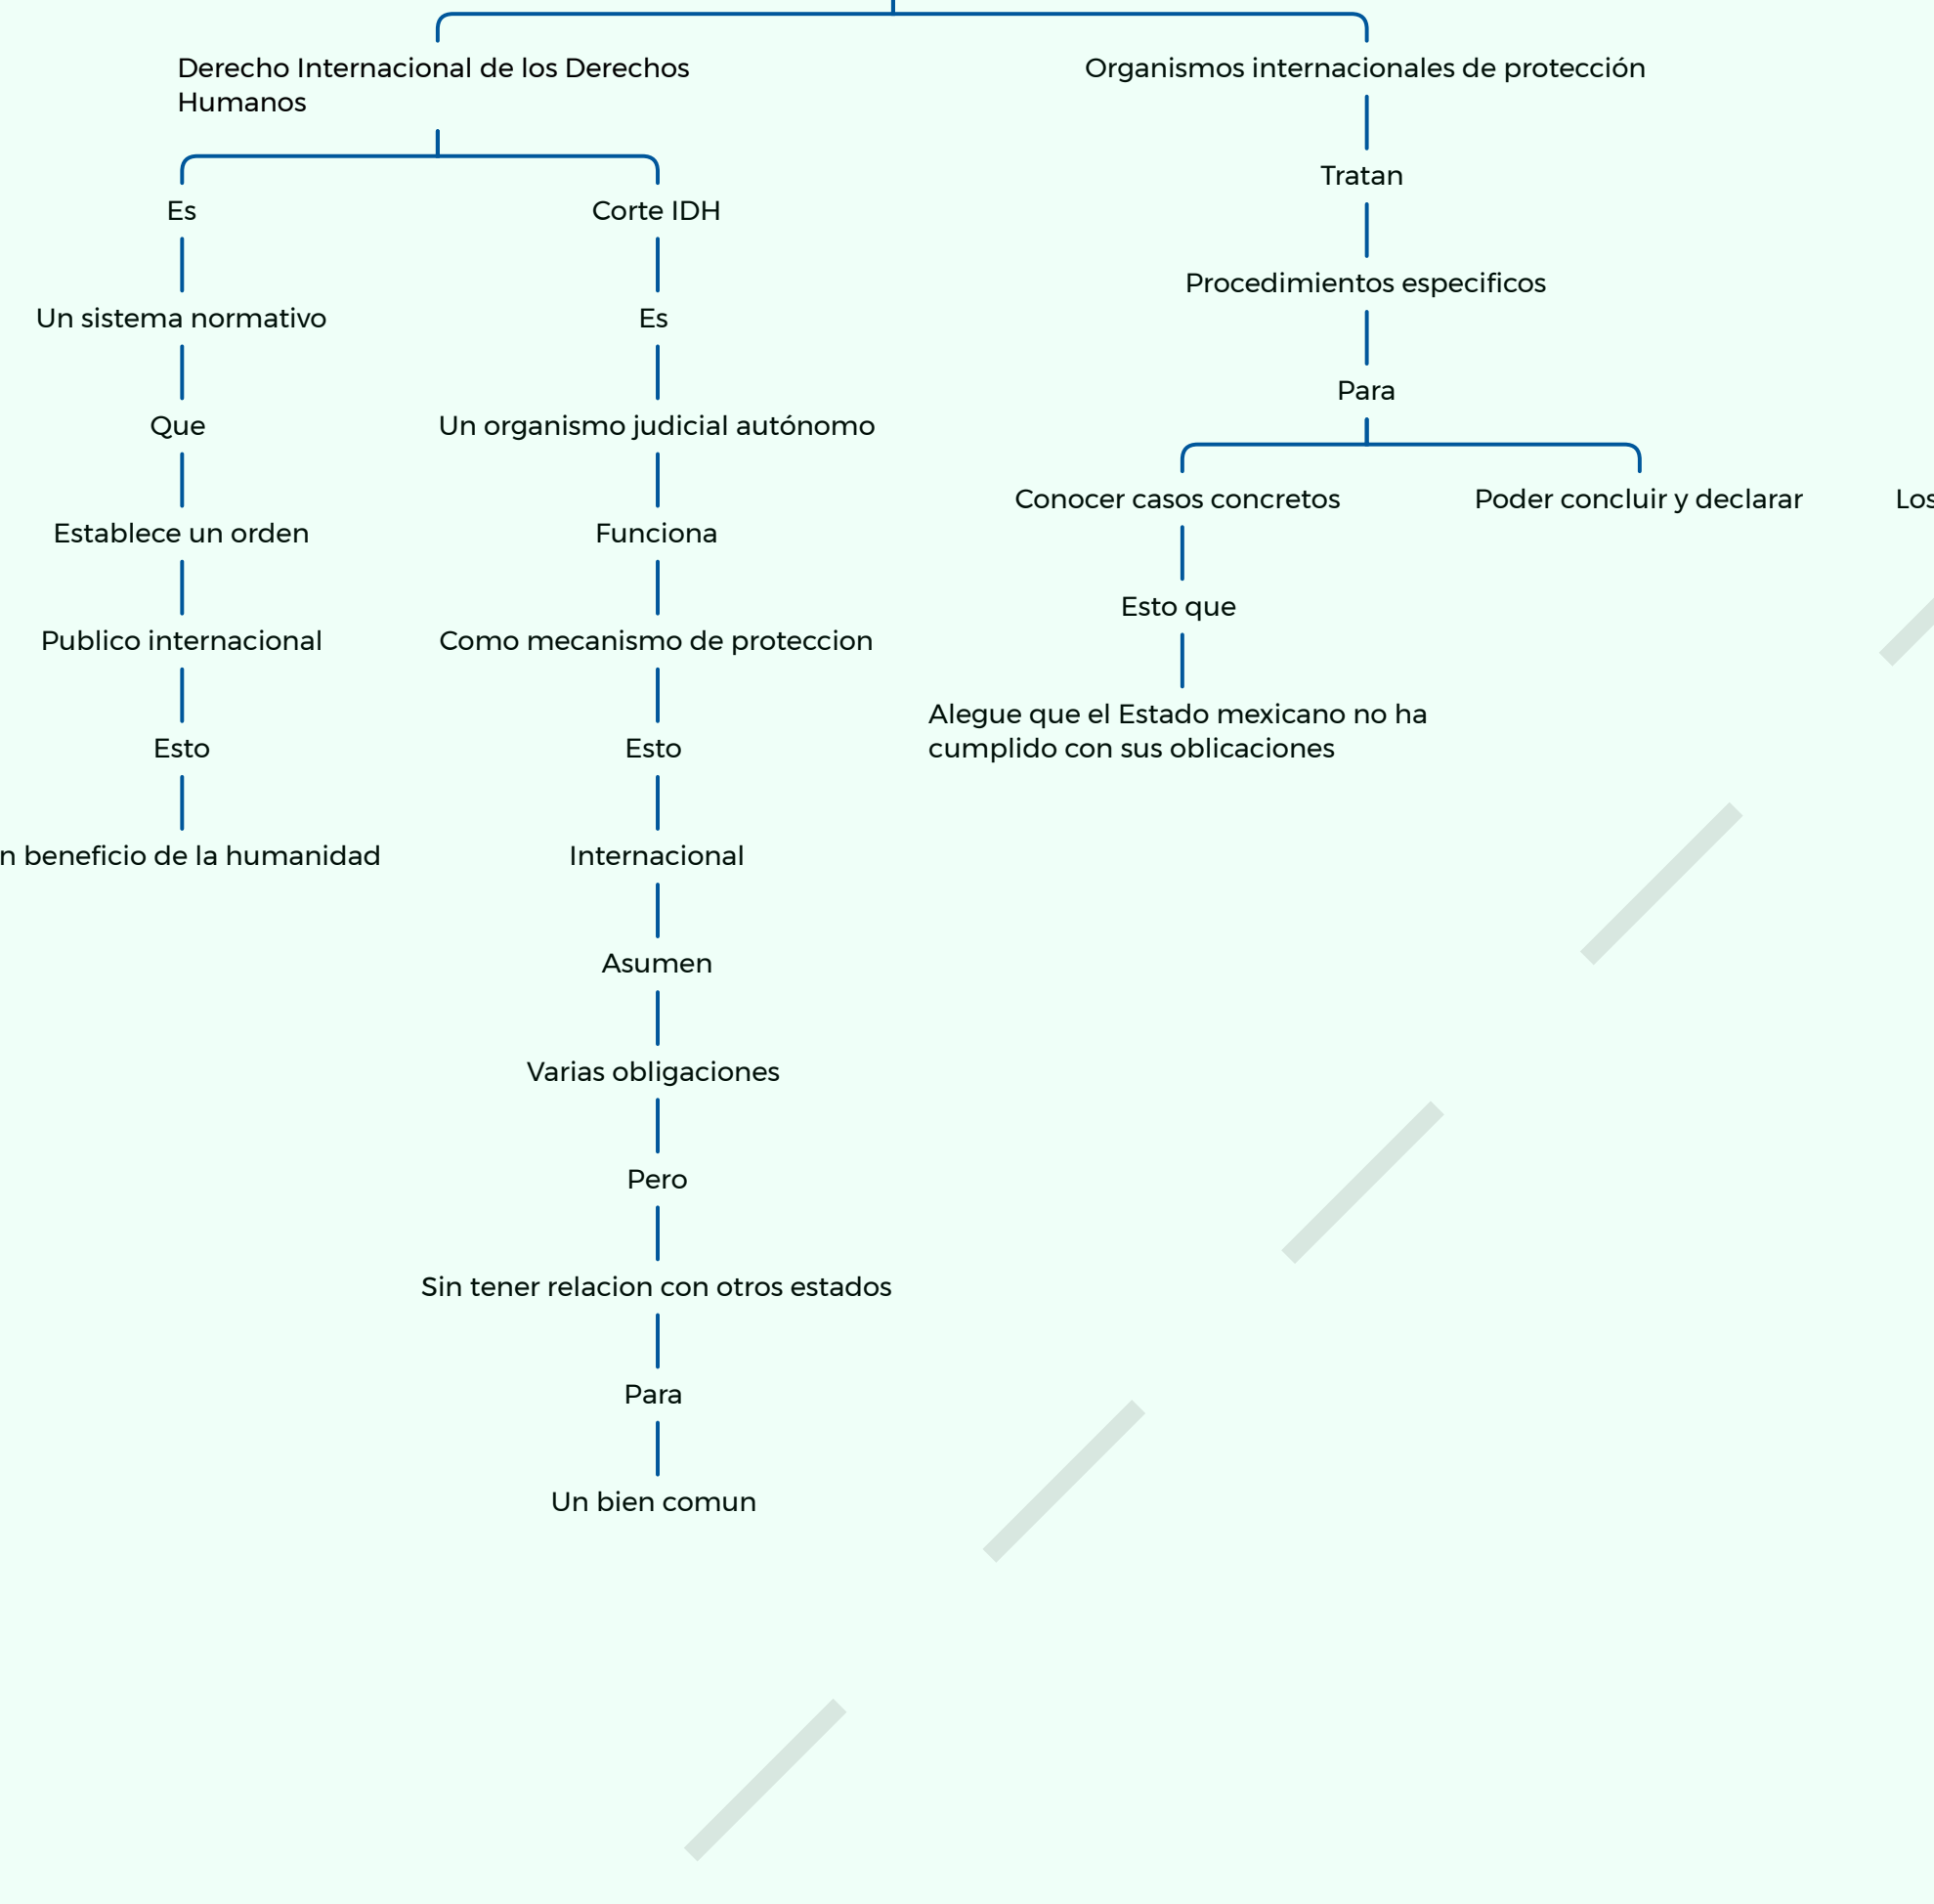 Derecho Internacional de los Derechos
Humanos
Es
Un sistema normativo
Que
Establece un orden
Publico internacional
Esto
n beneficio de la humanidad
Corte IDH
Es
Un organismo judicial autónomo
Funciona
Como mecanismo de proteccion
Esto
Internacional
Asumen
Varias obligaciones
Pero
Sin tener relacion con otros estados
Para
Un bien comun
Organismos internacionales de protección
Tratan
Procedimientos especificos
Para
Conocer casos concretos
Esto que
Alegue que el Estado mexicano no ha
cumplido con sus oblicaciones
Poder concluir y declarar
Los